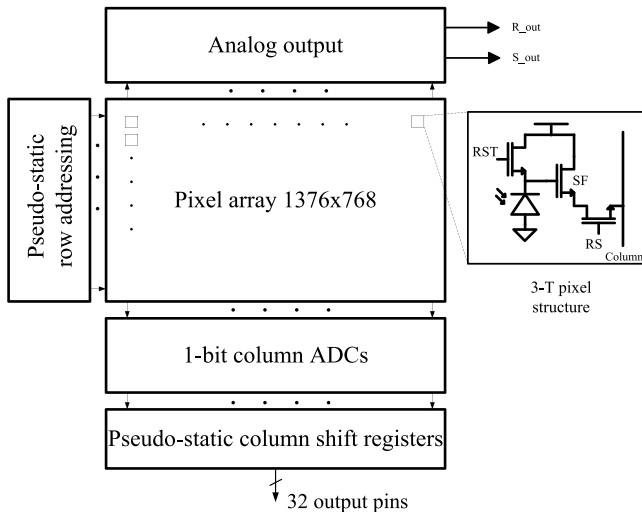 Analog output
R_out
S_out
Pseudo-static
row addressing
Pixel array 1376x768
RST
SF
RS
Column
3-T pixel
structure
1-bit column ADCs
Pseudo-static column shift registers
32 output pins